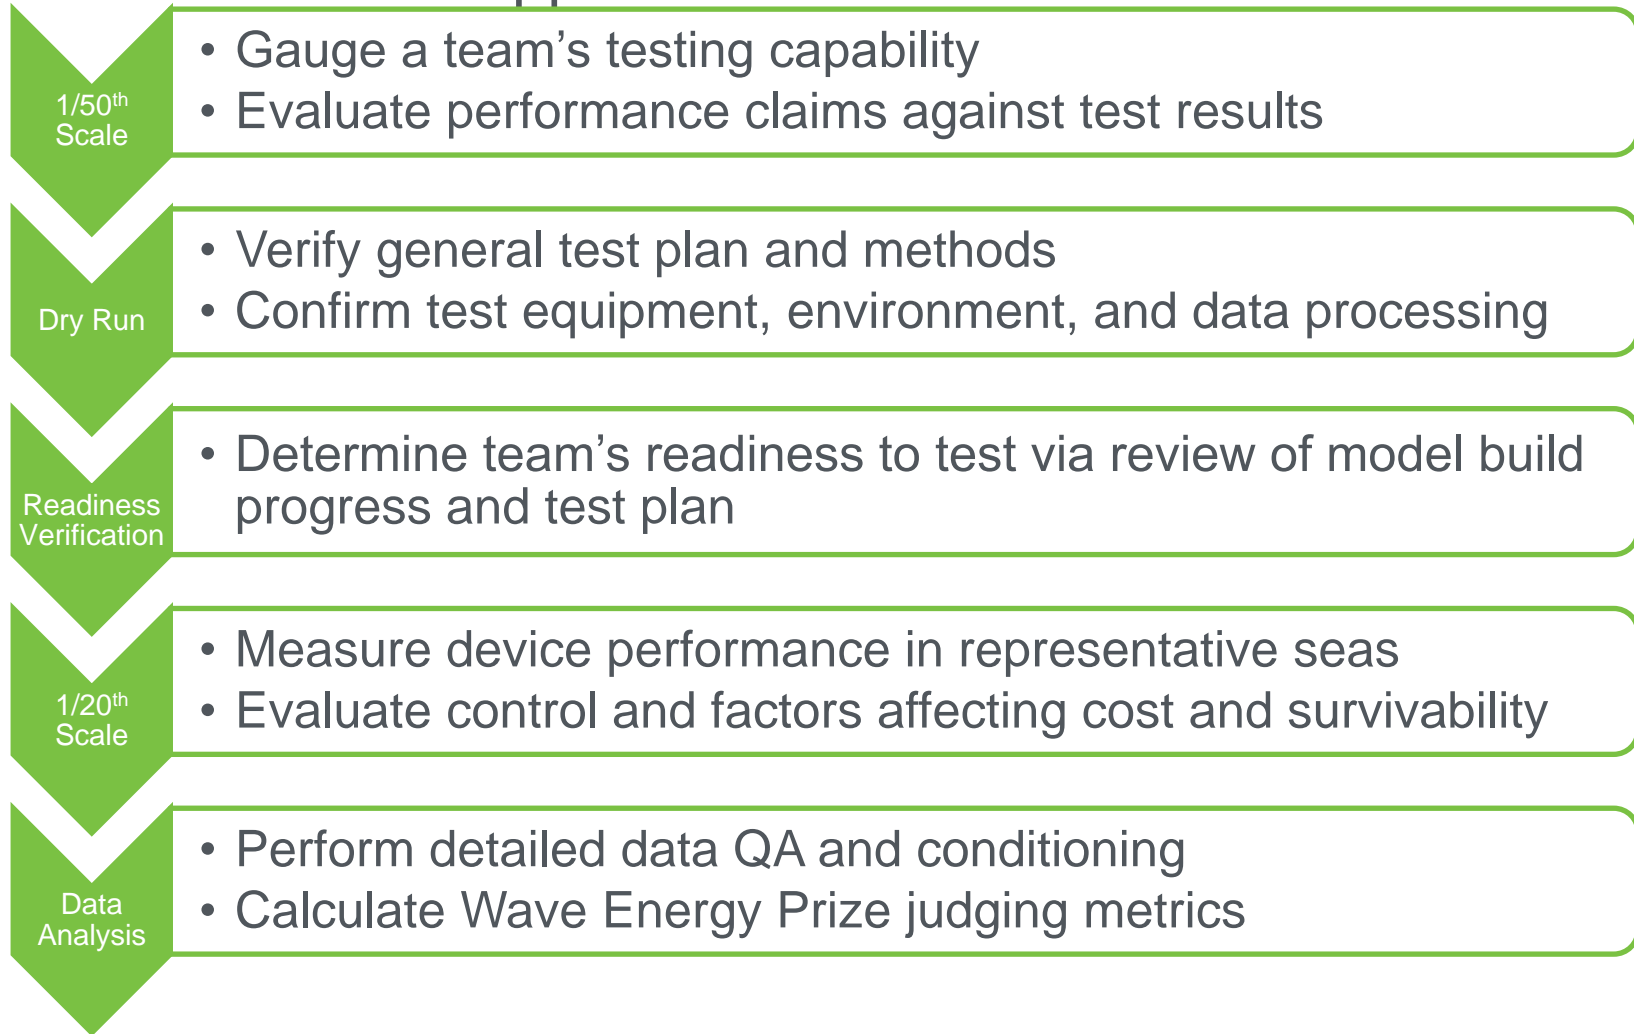 1/50th
Scale
• Gauge a team’s testing capability
• Evaluate performance claims against test results
Dry Run
• Verify general test plan and methods
• Confirm test equipment, environment, and data processing
Readiness
Verification
• Determine team’s readiness to test via review of model build
progress and test plan
1/20th
Scale
• Measure device performance in representative seas
• Evaluate control and factors affecting cost and survivability
Data
Analysis
• Perform detailed data QA and conditioning
• Calculate Wave Energy Prize judging metrics